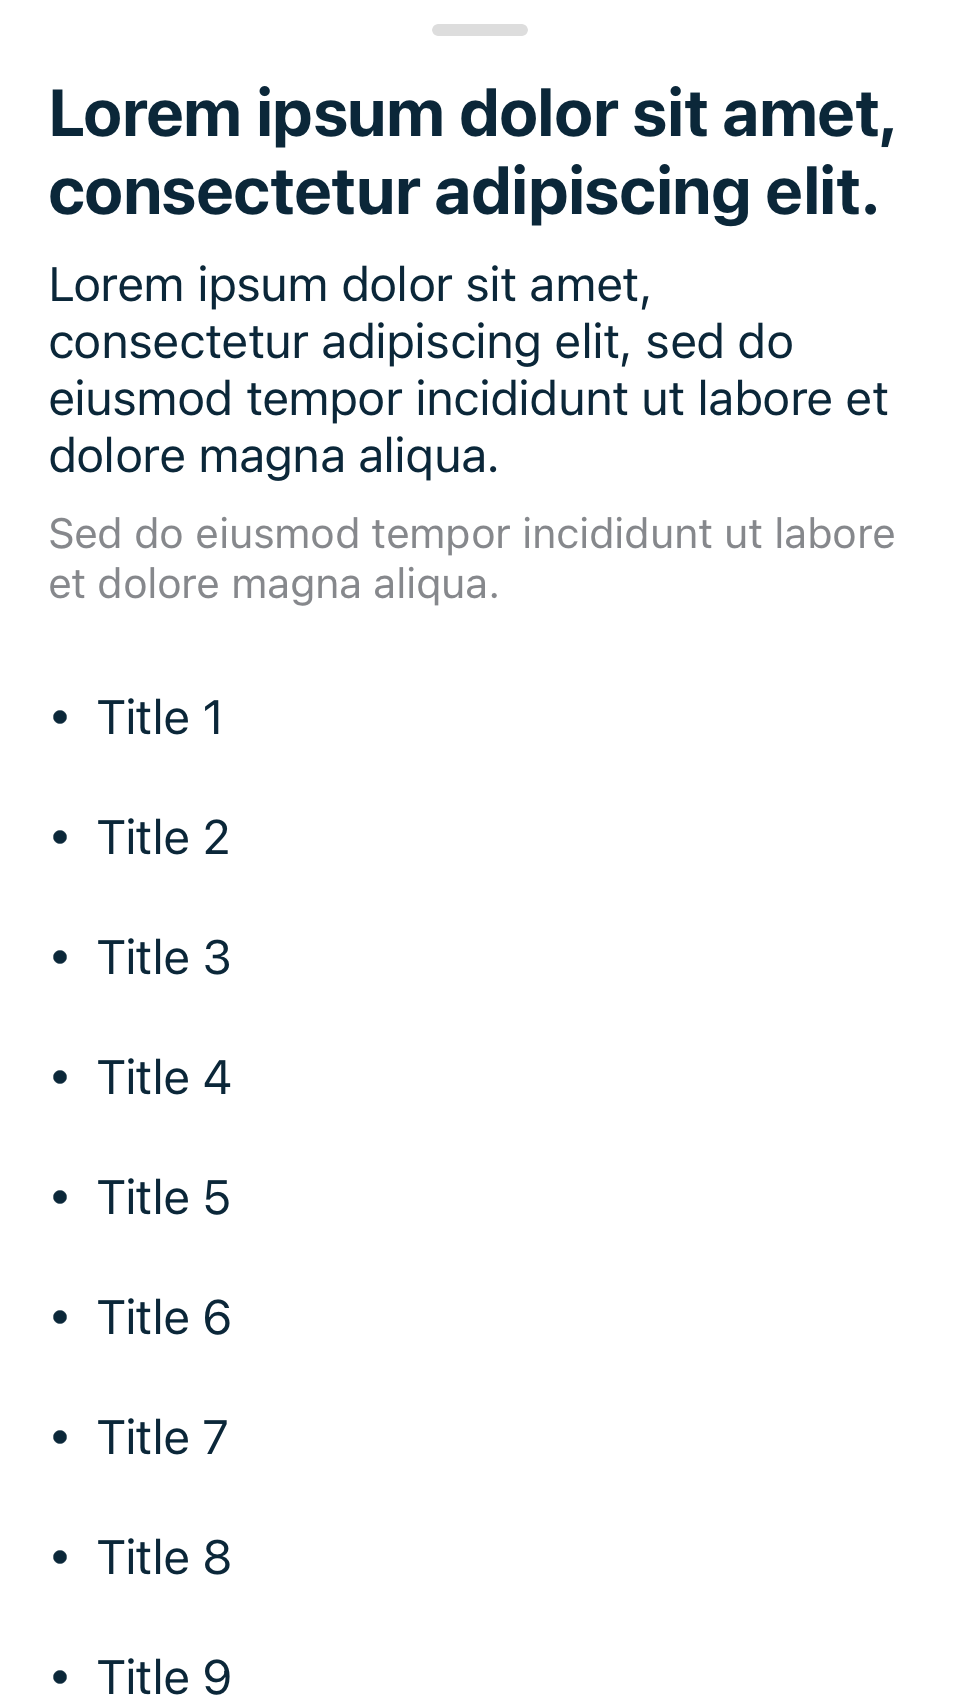 Lorem ipsum dolor sit amet,
consectetur adipiscing elit.
Lorem ipsum dolor sit amet,
consectetur adipiscing elit, sed do
eiusmod tempor incididunt ut labore et
dolore magna aliqua.
Sed do eiusmod tempor incididunt ut labore
et dolore magna aliqua.
• Title 1
• Title 2
• Title 3
• Title 4
• Title 5
• Title 6
• Title 7
• Title 8
• Title 9